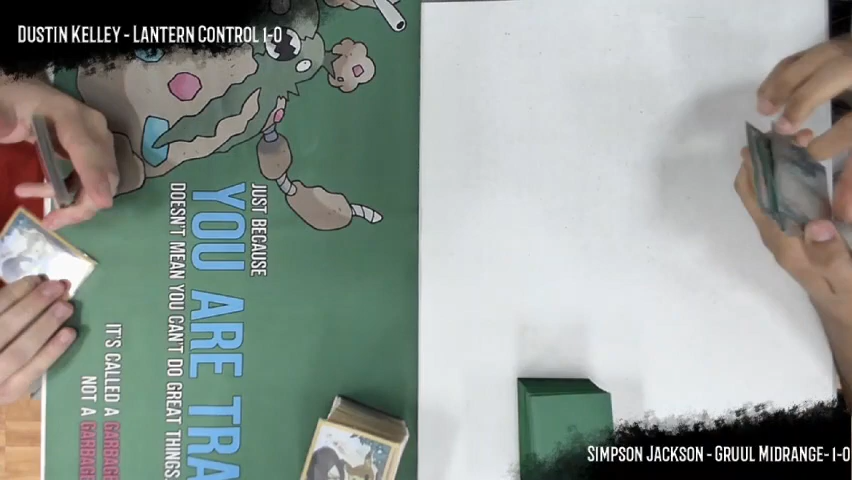 DUSTIN KELLEY - LANTERN CONTROL 1-0
JUST BECAUSE
YOU ARE TRA
DOESN'T MEAN YOU CAN'T DO GREAT THINGS.
IT'S CALLED A GARBAGE
NOT A GARBAGE
SIMPSON JACKSON - GRUUL MIDRANGE- 1-0